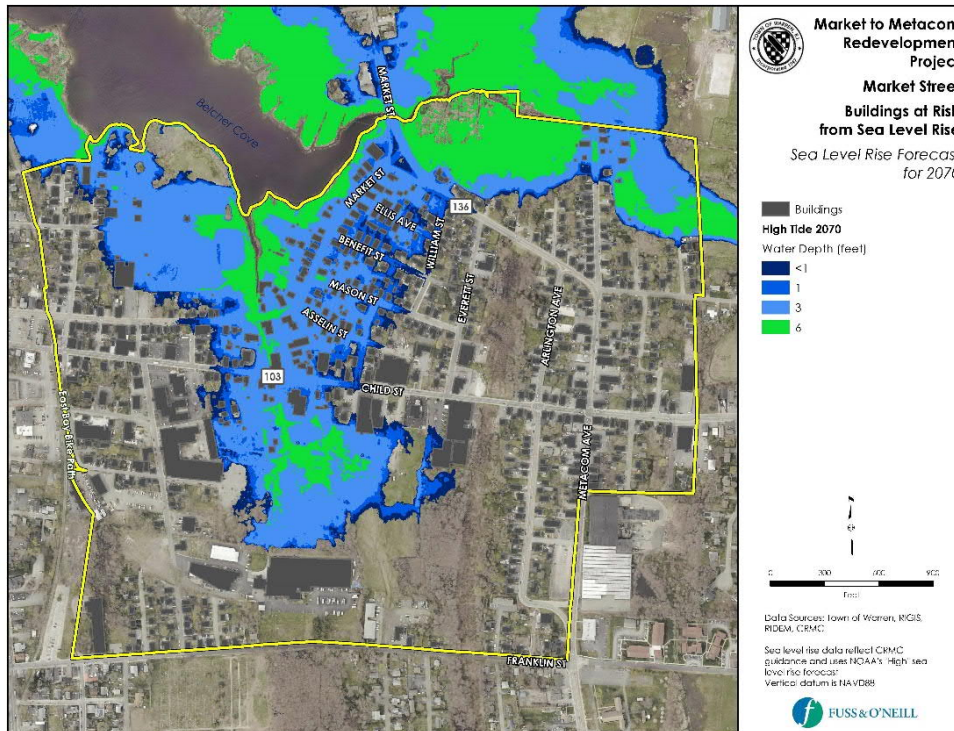 MARKET ST
Belcher Cove
MARKET ST
ELLIS AVE
136
WILLIAM ST
BENEFIT ST
EVERETT ST
MASON ST
ARLINGTON AVE
ASSELIN ST
103
CHILD ST
East Bay Bike Path
METACOM AVE
FRANKLIN ST
TOWN OF WARREN, R.I.
INCORPORATED 1747
Market to Metacom
Redevelopmen
Projec
Market Stree
Buildings at Risk
from Sea Level Rise
Sea Level Rise Forecas
for 2070
Buildings
High Tide 2070
Water Depth (feet)
<1
1
3
6
0 300 600 900
Feet
Data Sources: Town of Warren, RIGIS,
RIDEM, CRMC
Sea level rise data reflect CRMC
guidance and uses NOAA's 'High' sea
level rise forecast
Vertical datum is NAVD88
FUSS & O'NEILL